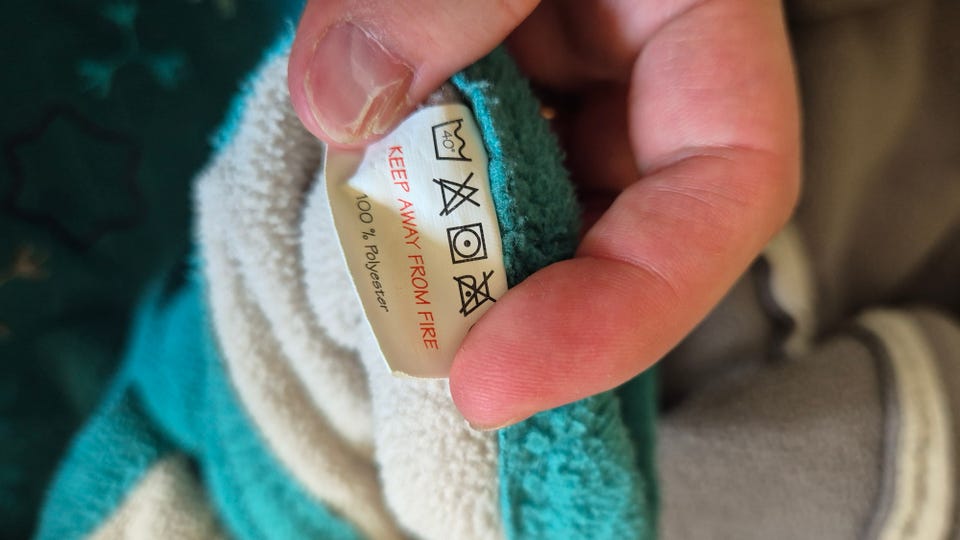 40°
KEEP AWAY FROM FIRE
100 % Polyester